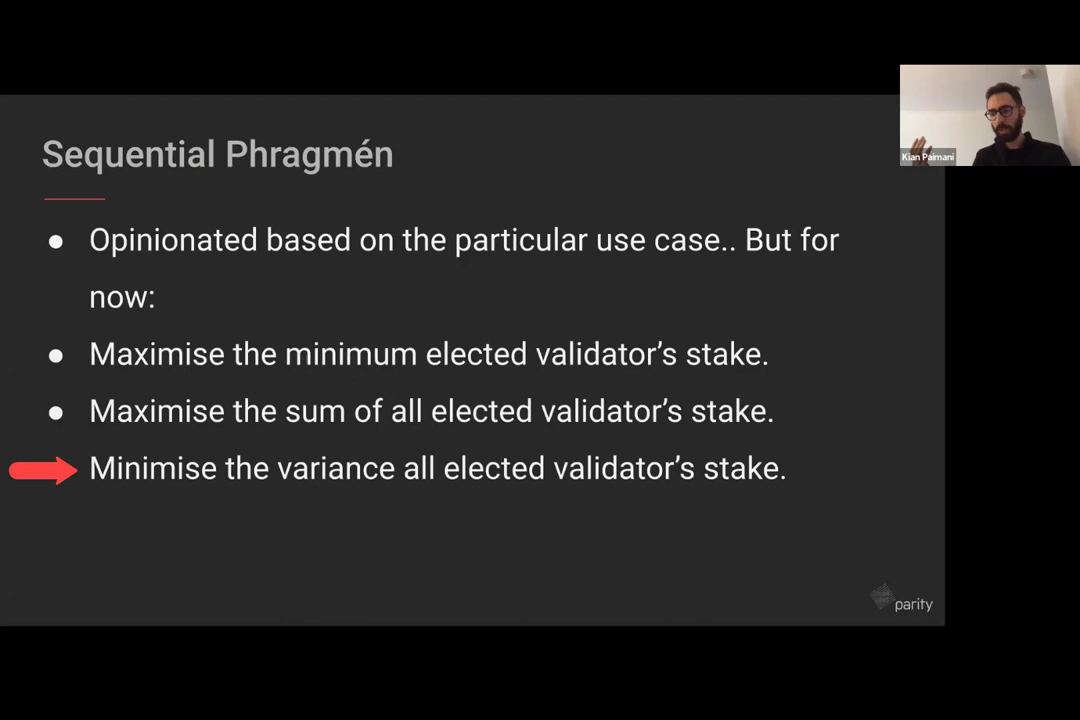 Sequential Phragmén
● Opinionated based on the particular use case.. But for
now:
● Maximise the minimum elected validator’s stake.
● Maximise the sum of all elected validator’s stake.
Minimise the variance all elected validator’s stake.
Kian Paimani
parity